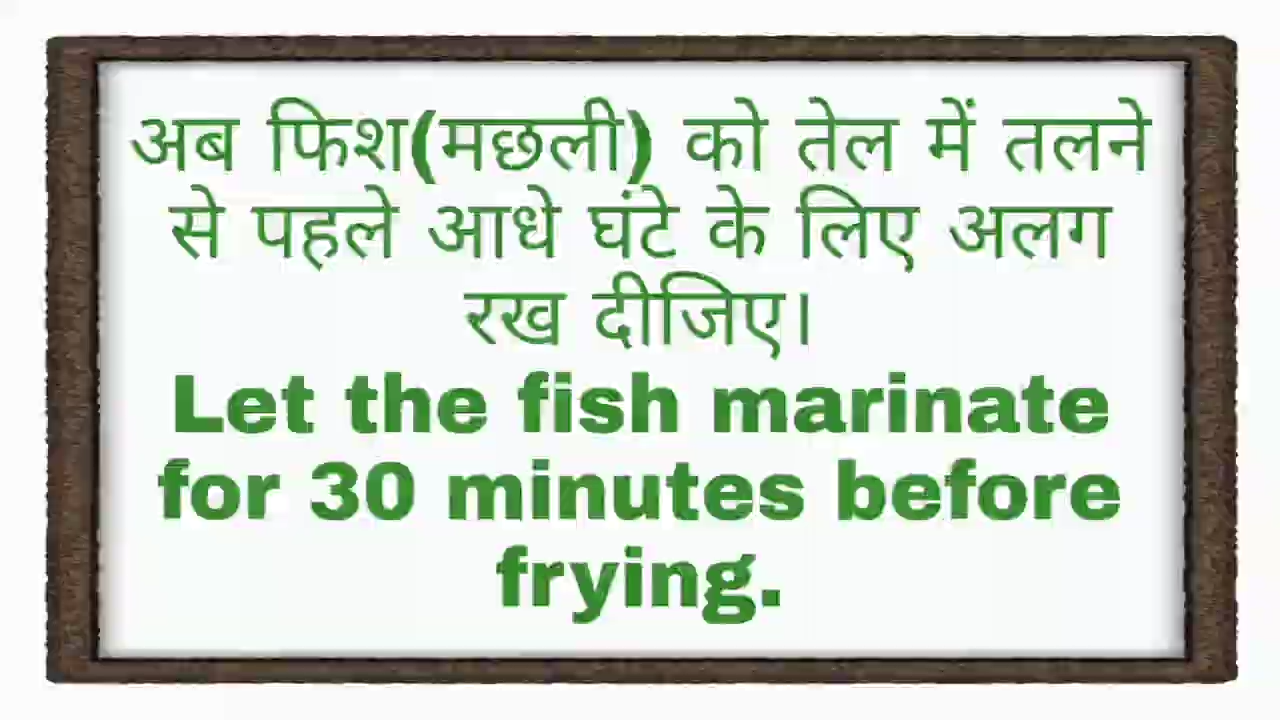 अब फिश(मछली) को तेल में तलने
से पहले आधे घंटे के लिए अलग
रख दीजिए।
Let the fish marinate
for 30 minutes before
frying.